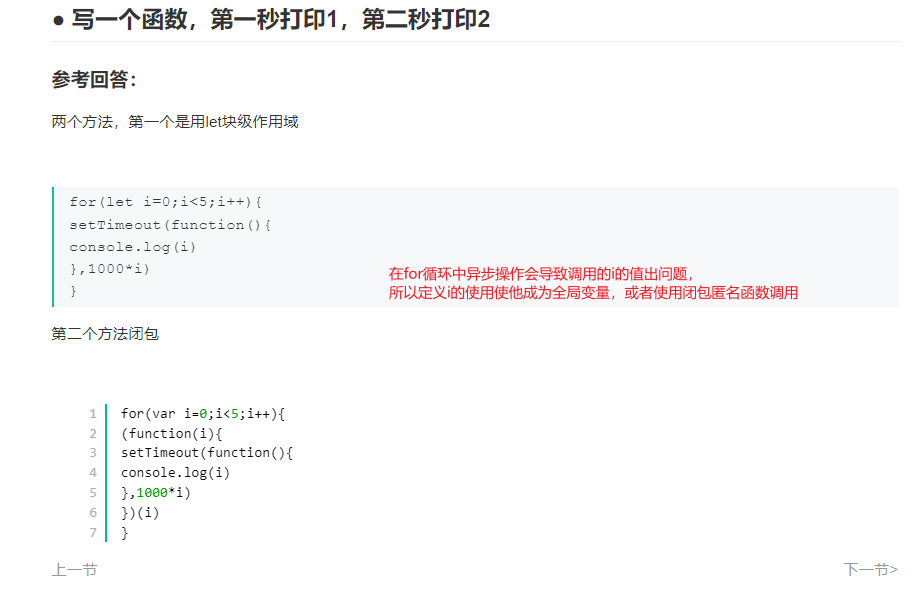 ● 写一个函数，第一秒打印1，第二秒打印2
参考回答：
两个方法，第一个是用let块级作用域
for(let i=0;i<5;i++){
setTimeout(function(){
console.log(i)
},1000*i)
}
在for循环中异步操作会导致调用的i的值出问题，
所以定义i的使用使他成为全局变量，或者使用闭包匿名函数调用
第二个方法闭包
1 for(var i=0;i<5;i++){
2 (function(i){
3 setTimeout(function(){
4 console.log(i)
5 },1000*i)
6 })(i)
7 }
上一节 下一节>